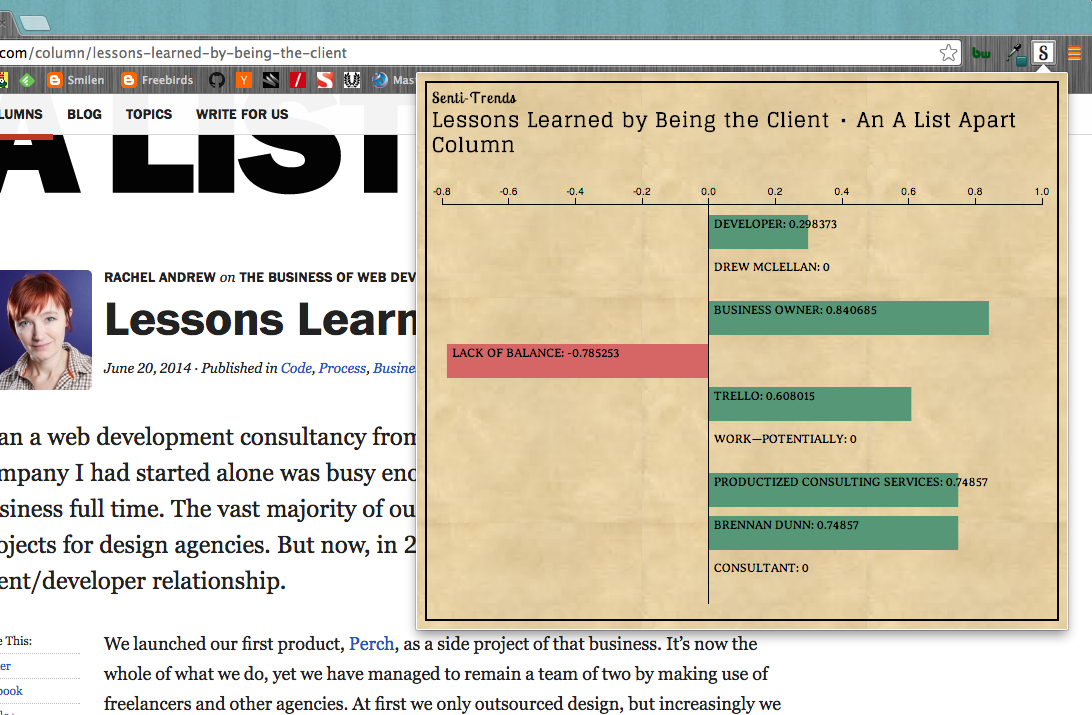 com/column/lessons-learned-by-being-the-client
Smilen
Freebirds
Y
S
bw
S
LUMNS
BLOG
TOPICS
WRITE FOR US
A LIST
RACHEL ANDREW on THE BUSINESS OF WEB DEV
Lessons Learn
June 20, 2014 · Published in Code, Process, Busine
an a web development consultancy from
mpany I had started alone was busy eno
siness full time. The vast majority of ou
ojects for design agencies. But now, in 2
ent/developer relationship.
e This:
er
book
We launched our first product, Perch, as a side project of that business. It’s now the
whole of what we do, yet we have managed to remain a team of two by making use of
freelancers and other agencies. At first we only outsourced design, but increasingly we
Senti-Trends
Lessons Learned by Being the Client · An A List Apart
Column
-0.8 -0.6 -0.4 -0.2 0.0 0.2 0.4 0.6 0.8 1.0
DEVELOPER: 0.298373
DREW MCLELLAN: 0
BUSINESS OWNER: 0.840685
LACK OF BALANCE: -0.785253
TRELLO: 0.608015
WORK—POTENTIALLY: 0
PRODUCTIZED CONSULTING SERVICES: 0.74857
BRENNAN DUNN: 0.74857
CONSULTANT: 0